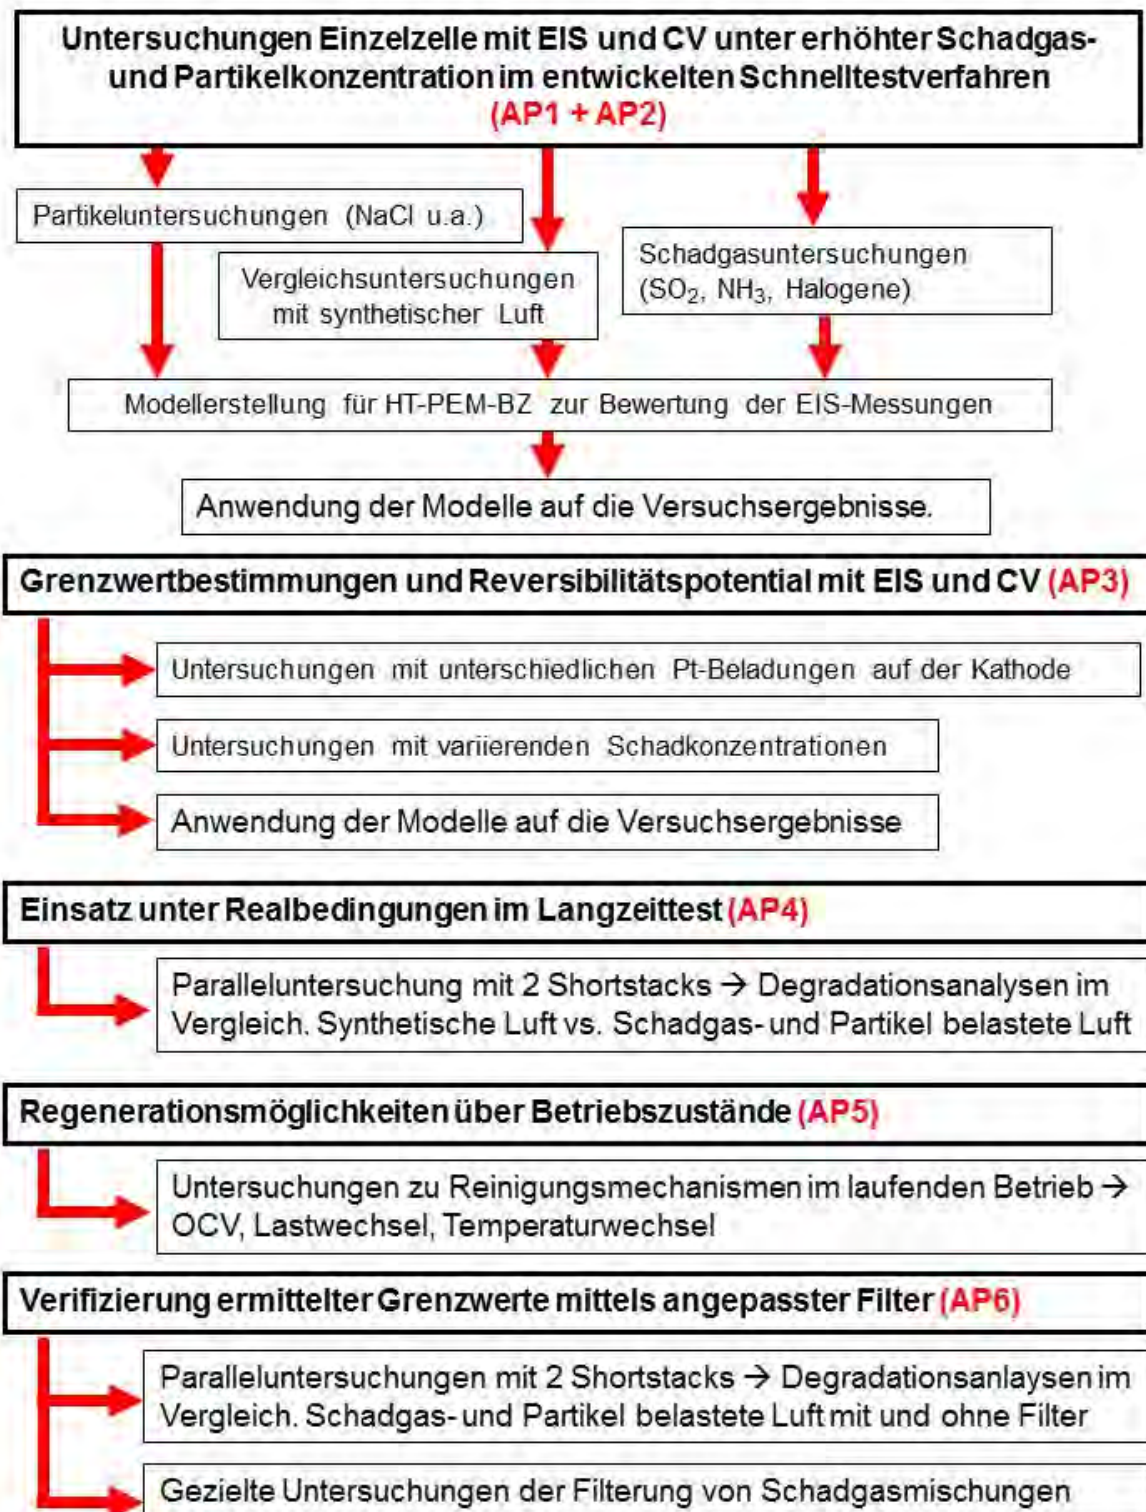 Untersuchungen Einzelzelle mit EIS und CV unter erhöhter Schadgas-
und Partikelkonzentration im entwickelten Schnelltestverfahren
(AP1 + AP2)
Partikeluntersuchungen (NaCl u.a.)
Vergleichsuntersuchungen
mit synthetischer Luft
Schadgasuntersuchungen
(SO₂, NH₃, Halogene)
Modellerstellung für HT-PEM-BZ zur Bewertung der EIS-Messungen
Anwendung der Modelle auf die Versuchsergebnisse.
Grenzwertbestimmungen und Reversibilitätspotential mit EIS und CV (AP3)
Untersuchungen mit unterschiedlichen Pt-Beladungen auf der Kathode
Untersuchungen mit variierenden Schadkonzentrationen
Anwendung der Modelle auf die Versuchsergebnisse
Einsatz unter Realbedingungen im Langzeittest (AP4)
Paralleluntersuchung mit 2 Shortstacks → Degradationsanalysen im
Vergleich. Synthetische Luft vs. Schadgas- und Partikel belastete Luft
Regenerationsmöglichkeiten über Betriebszustände (AP5)
Untersuchungen zu Reinigungsmechanismen im laufenden Betrieb →
OCV, Lastwechsel, Temperaturwechsel
Verifizierung ermittelter Grenzwerte mittels angepasster Filter (AP6)
Paralleluntersuchungen mit 2 Shortstacks → Degradationsanlaysen im
Vergleich. Schadgas- und Partikel belastete Luft mit und ohne Filter
Gezielte Untersuchungen der Filterung von Schadgasmischungen